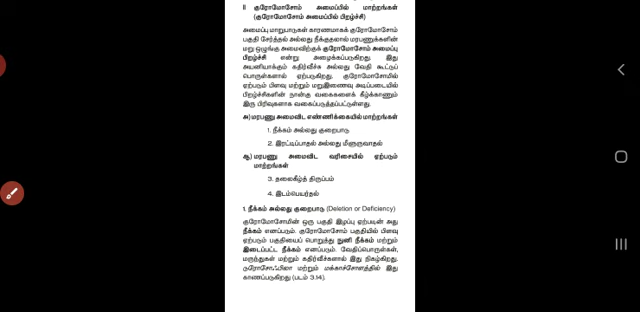 II குரோமோசோம் அமைப்பில் மாற்றங்கள்
(குரோமோசோம் அமைப்பில் பிறழ்ச்சி)
அமைப்பு மாறுபாடுகள் காரணமாகக் குரோமோசோம்
பகுதி சேர்த்தல் அல்லது நீக்குதலால் மரபணுக்களின்
மறு ஒழுங்கு அமைவிற்குக் குரோமோசோம் அமைப்பு
பிறழ்ச்சி என்று அழைக்கப்படுகிறது. இது
அயனியாக்கும் கதிர்வீச்சு அல்லது வேதி கூட்டுப்
பொருள்களால் ஏற்படுகிறது. குரோமோசோமில்
ஏற்படும் பிளவு மற்றும் மறுஇணைவு அடிப்படையில்
பிறழ்ச்சிகளின் நான்கு வகைகளைக் கீழ்க்காணும்
இரு பிரிவுகளாக வகைப்படுத்தப்பட்டுள்ளது.
அ) மரபணு அமைவிட எண்ணிக்கையில் மாற்றங்கள்
1. நீக்கம் அல்லது குறைபாடு
2. இரட்டிப்பாதல் அல்லது மீளுருவாதல்
ஆ) மரபணு அமைவிட வரிசையில் ஏற்படும்
மாற்றங்கள்
3. தலைகீழ்த் திருப்பம்
4. இடம்பெயர்தல்
1. நீக்கம் அல்லது குறைபாடு (Deletion or Deficiency)
குரோமோசோமின் ஒரு பகுதி இழப்பு ஏற்படின் அது
நீக்கம் எனப்படும். குரோமோசோம் பகுதியில் பிளவு
ஏற்படும் பகுதியைப் பொறுத்து நுனி நீக்கம் மற்றும்
இடைப்பட்ட நீக்கம் எனப்படும். வேதிப்பொருள்கள்,
மருந்துகள் மற்றும் கதிர்வீச்சுகளால் இது நிகழ்கிறது.
டுரோசோஃபிலா மற்றும் மக்காச்சோளத்தில் இது
காணப்படுகிறது (படம் 3.14).